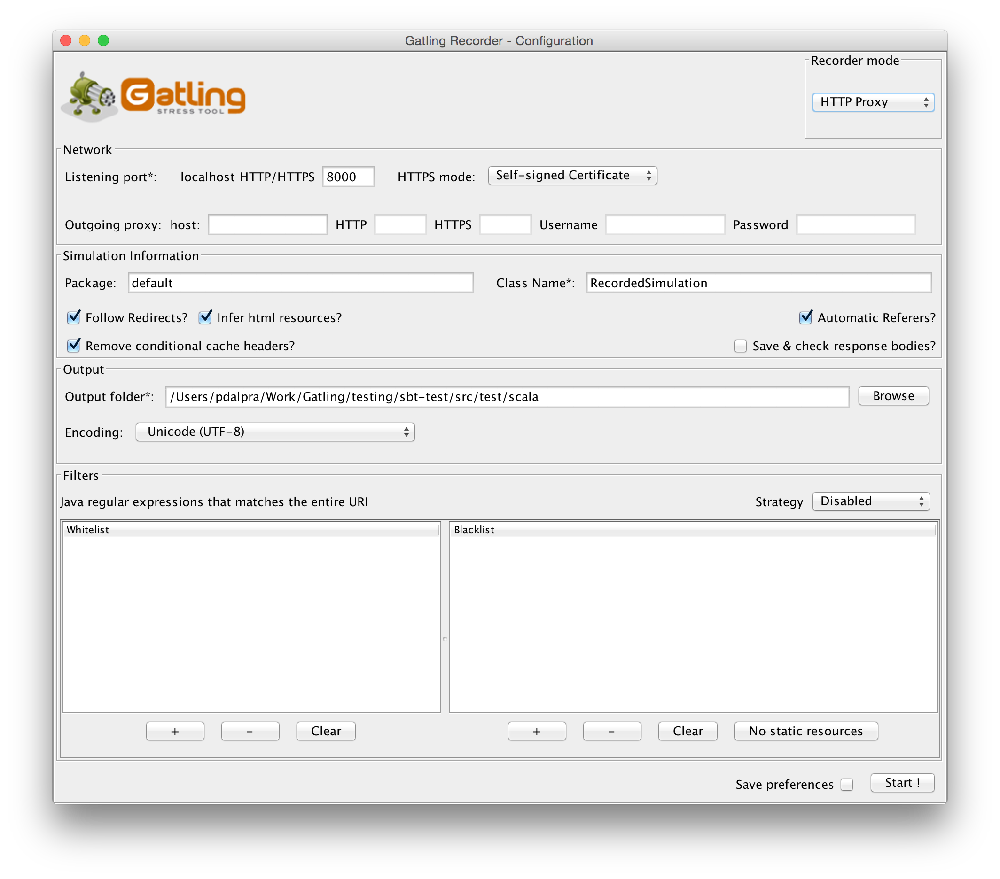 Gatling Recorder - Configuration
Gatling
STRESS TOOL
Recorder mode
HTTP Proxy
Network
Listening port*: localhost HTTP/HTTPS 8000 HTTPS mode: Self-signed Certificate
Outgoing proxy: host: HTTP HTTPS Username Password
Simulation Information
Package: default Class Name*: RecordedSimulation
Follow Redirects? Infer html resources? Automatic Referers?
Remove conditional cache headers? Save & check response bodies?
Output
Output folder*: /Users/pdalpra/Work/Gatling/testing/sbt-test/src/test/scala Browse
Encoding: Unicode (UTF-8)
Filters
Java regular expressions that matches the entire URI Strategy Disabled
Whitelist Blacklist
+ - Clear + - Clear No static resources
Save preferences Start !